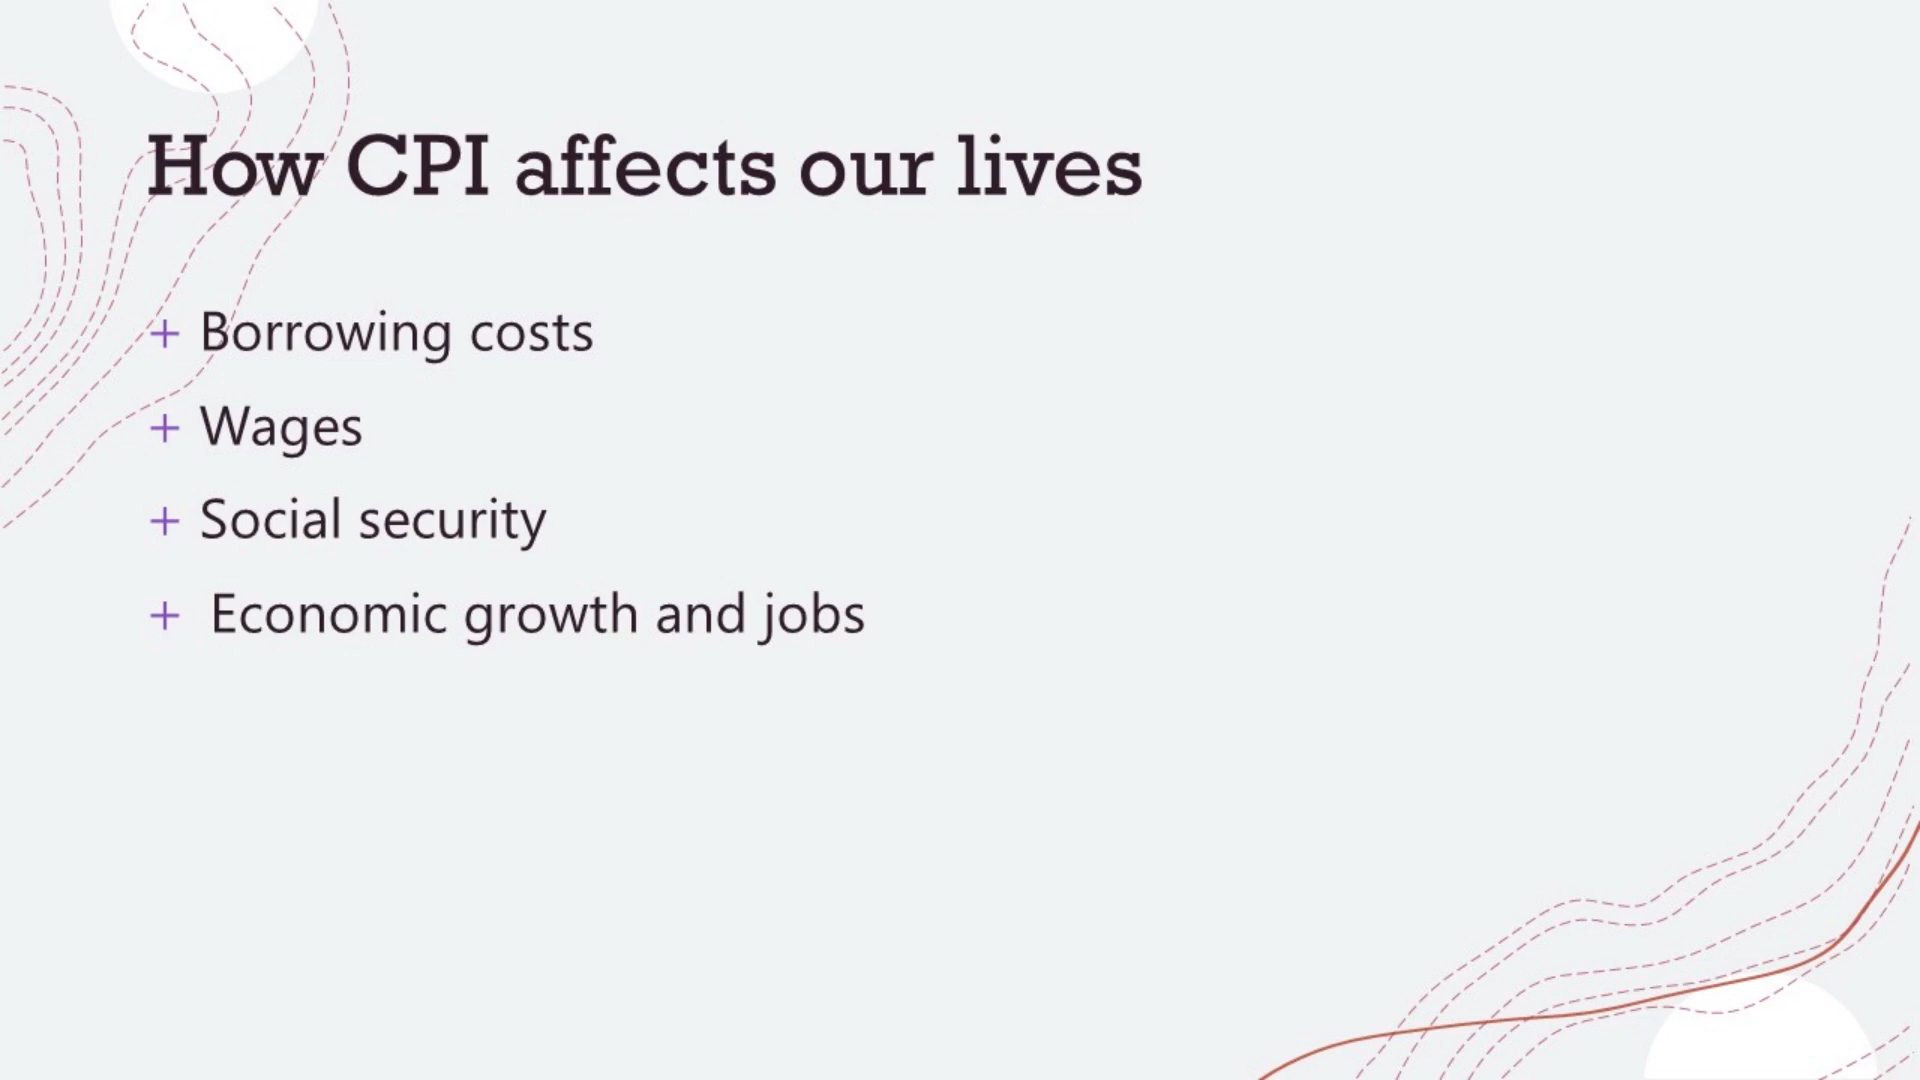 How CPI affects our lives
+ Borrowing costs
+ Wages
+ Social security
+ Economic growth and jobs